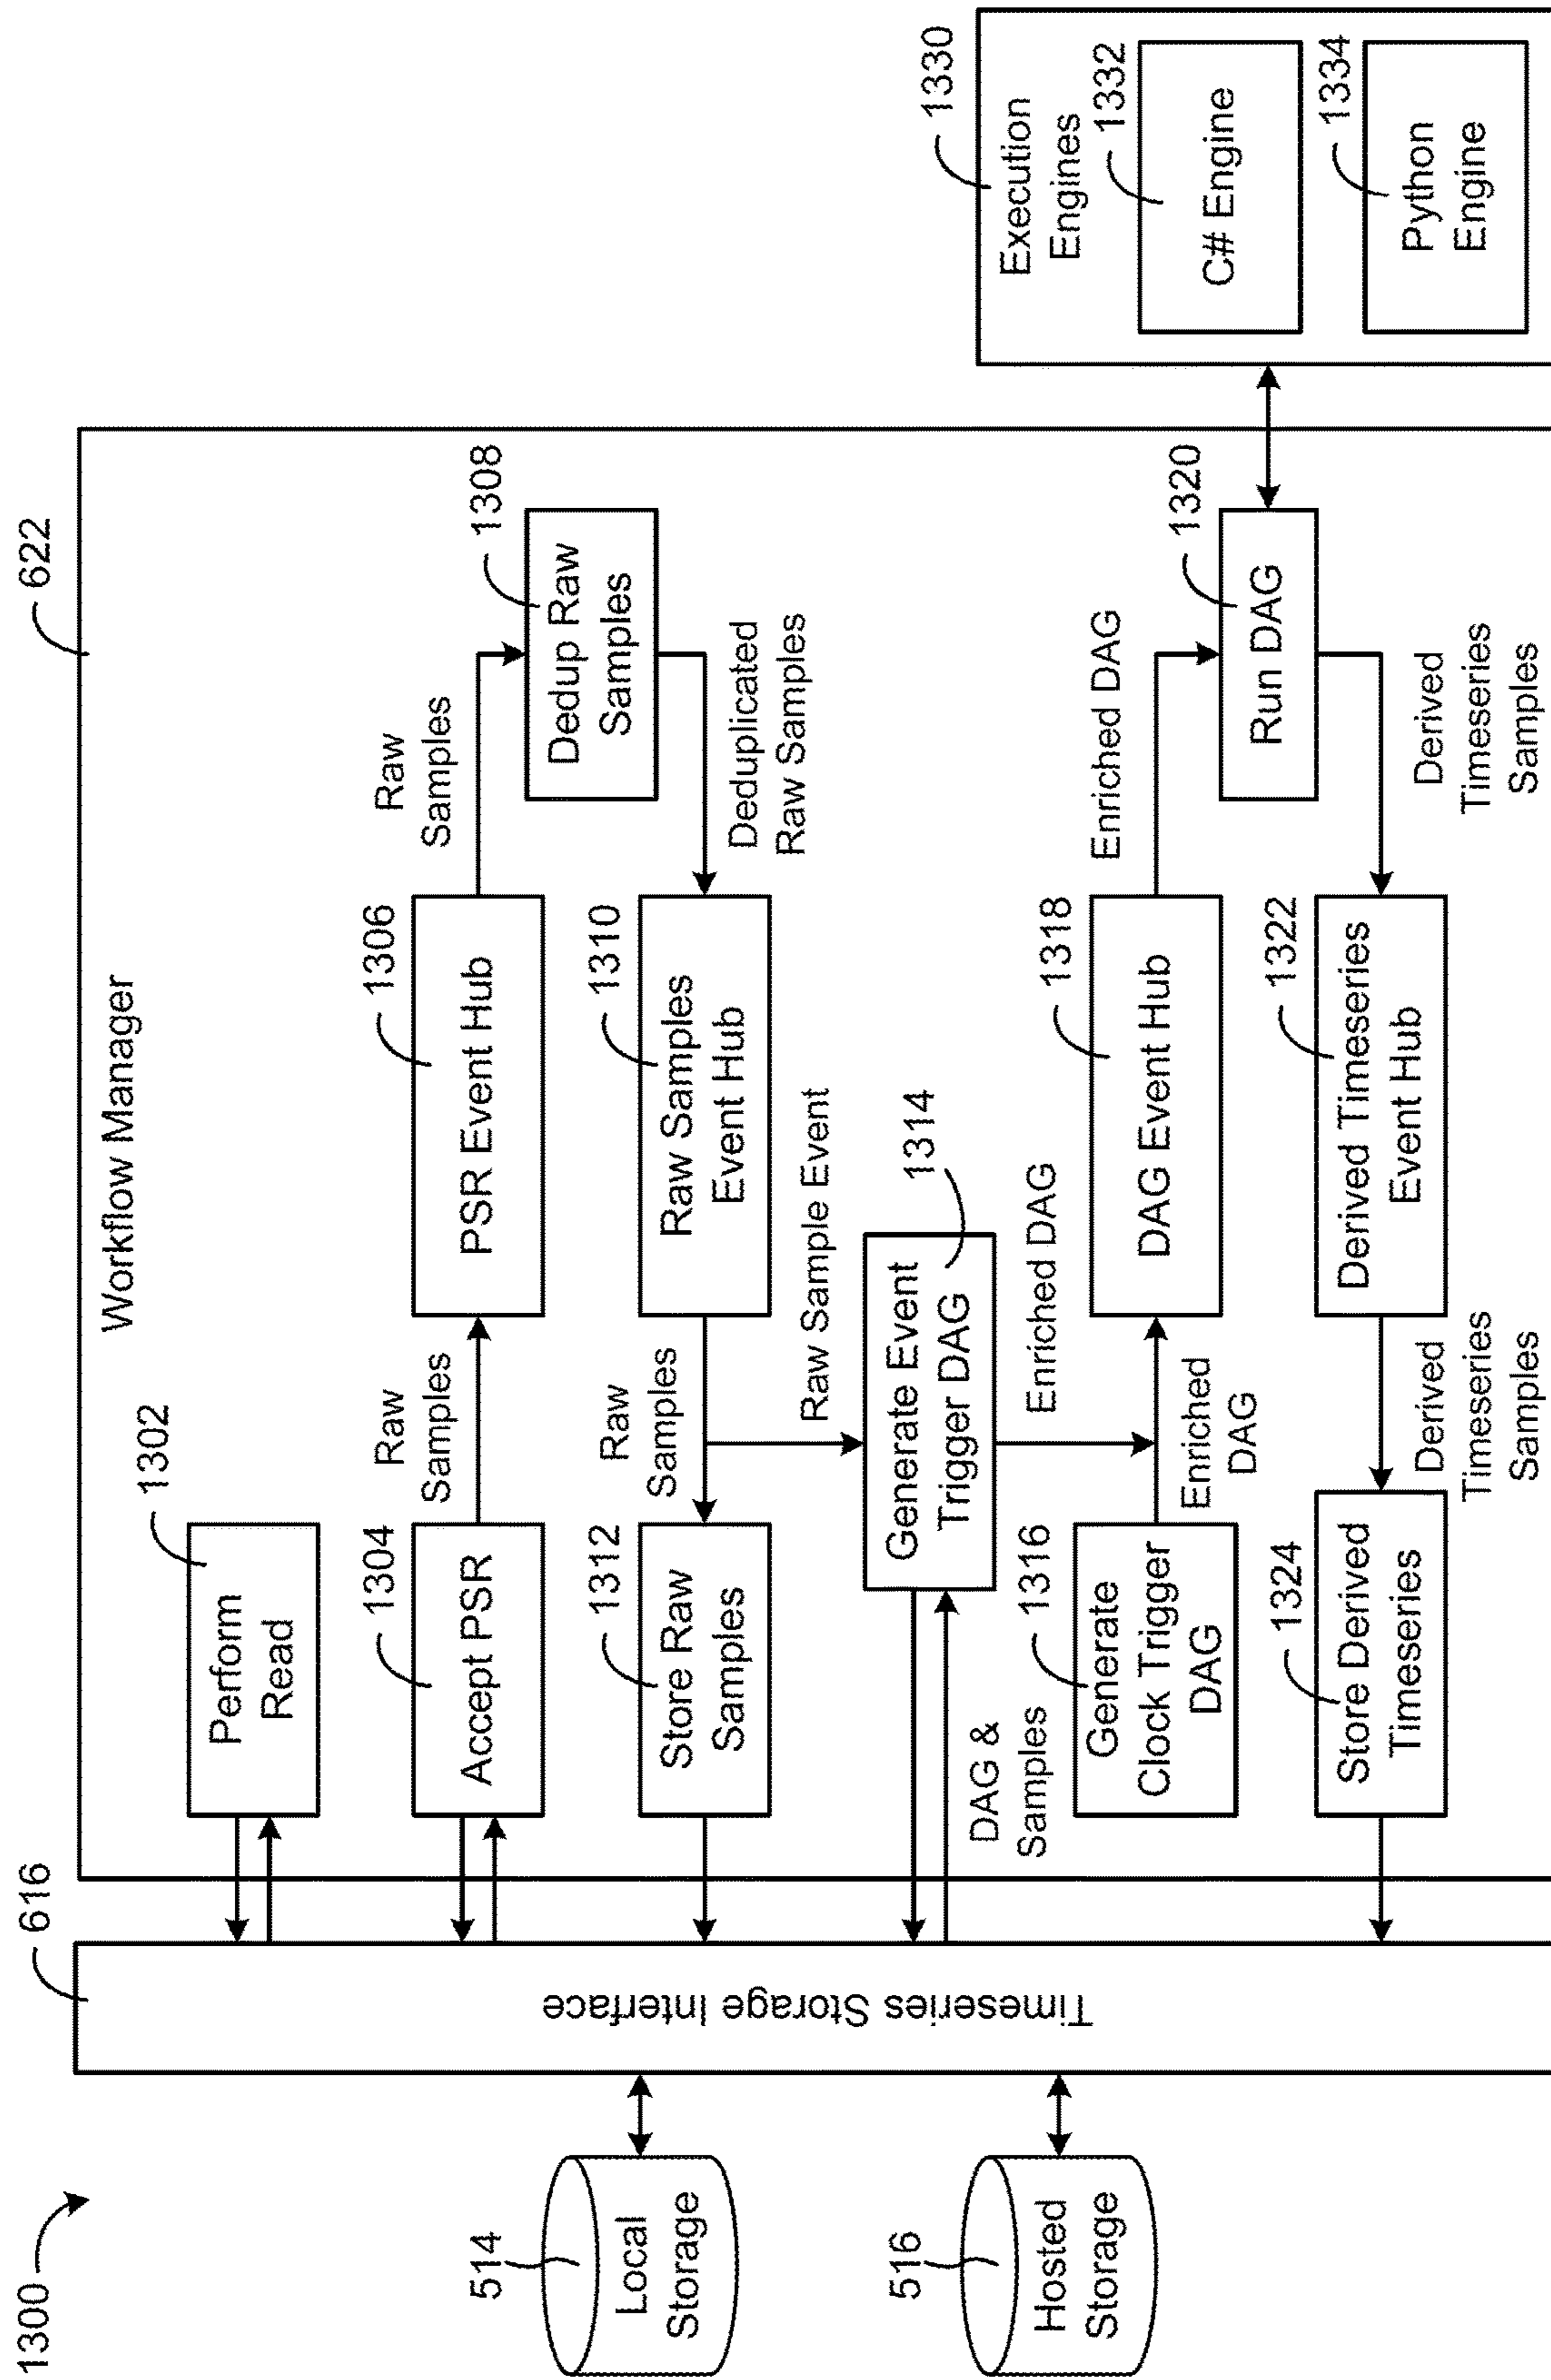 1300
616
622
Workflow Manager
514
Local
Storage
516
Hosted
Storage
Timeseries Storage Interface
1302
Perform
Read
1304
Accept PSR
Raw
Samples
1306
PSR Event Hub
Raw
Samples
1308
Dedup Raw
Samples
Deduplicated
Raw Samples
1310
Raw Samples
Event Hub
Raw
Samples
1312
Store Raw
Samples
Raw Sample Event
1314
Generate Event
Trigger DAG
DAG &
Samples
Enriched DAG
1316
Generate
Clock Trigger
DAG
Enriched
DAG
1318
DAG Event Hub
Enriched DAG
1320
Run DAG
Derived
Timeseries
Samples
1322
Derived Timeseries
Event Hub
Derived
Timeseries
Samples
1324
Store Derived
Timeseries
1330
Execution
Engines
1332
C# Engine
1334
Python
Engine